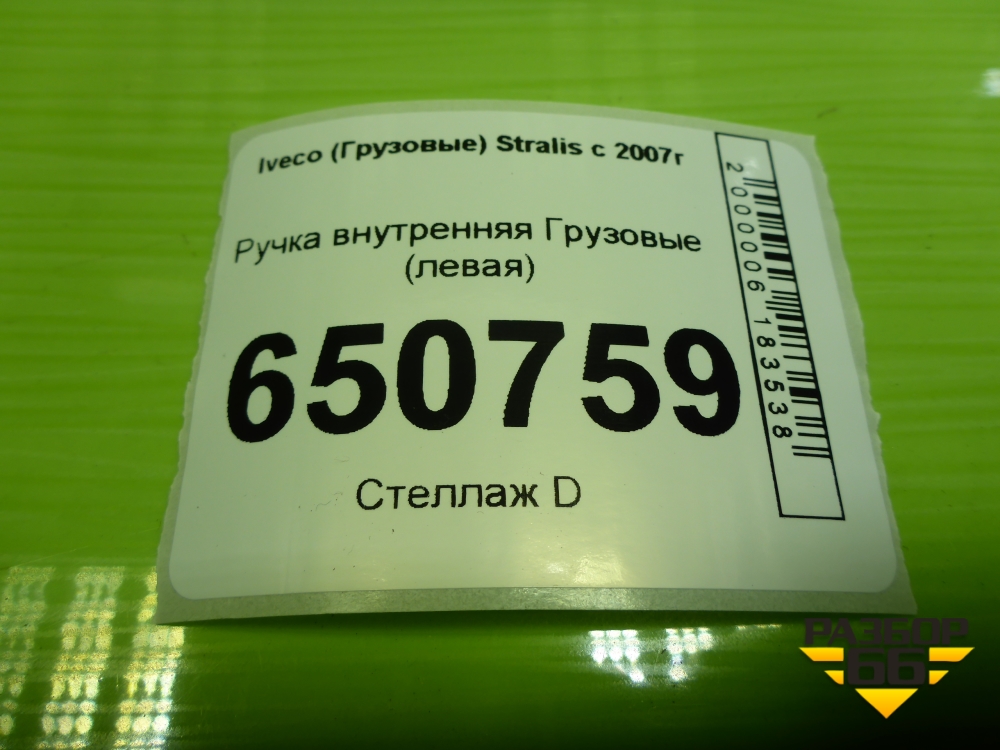 Iveco (Грузовые) Stralis с 2007г
Ручка внутренняя Грузовые
(левая)
650759
Стеллаж D
2000006183538
РАЗБОР
66